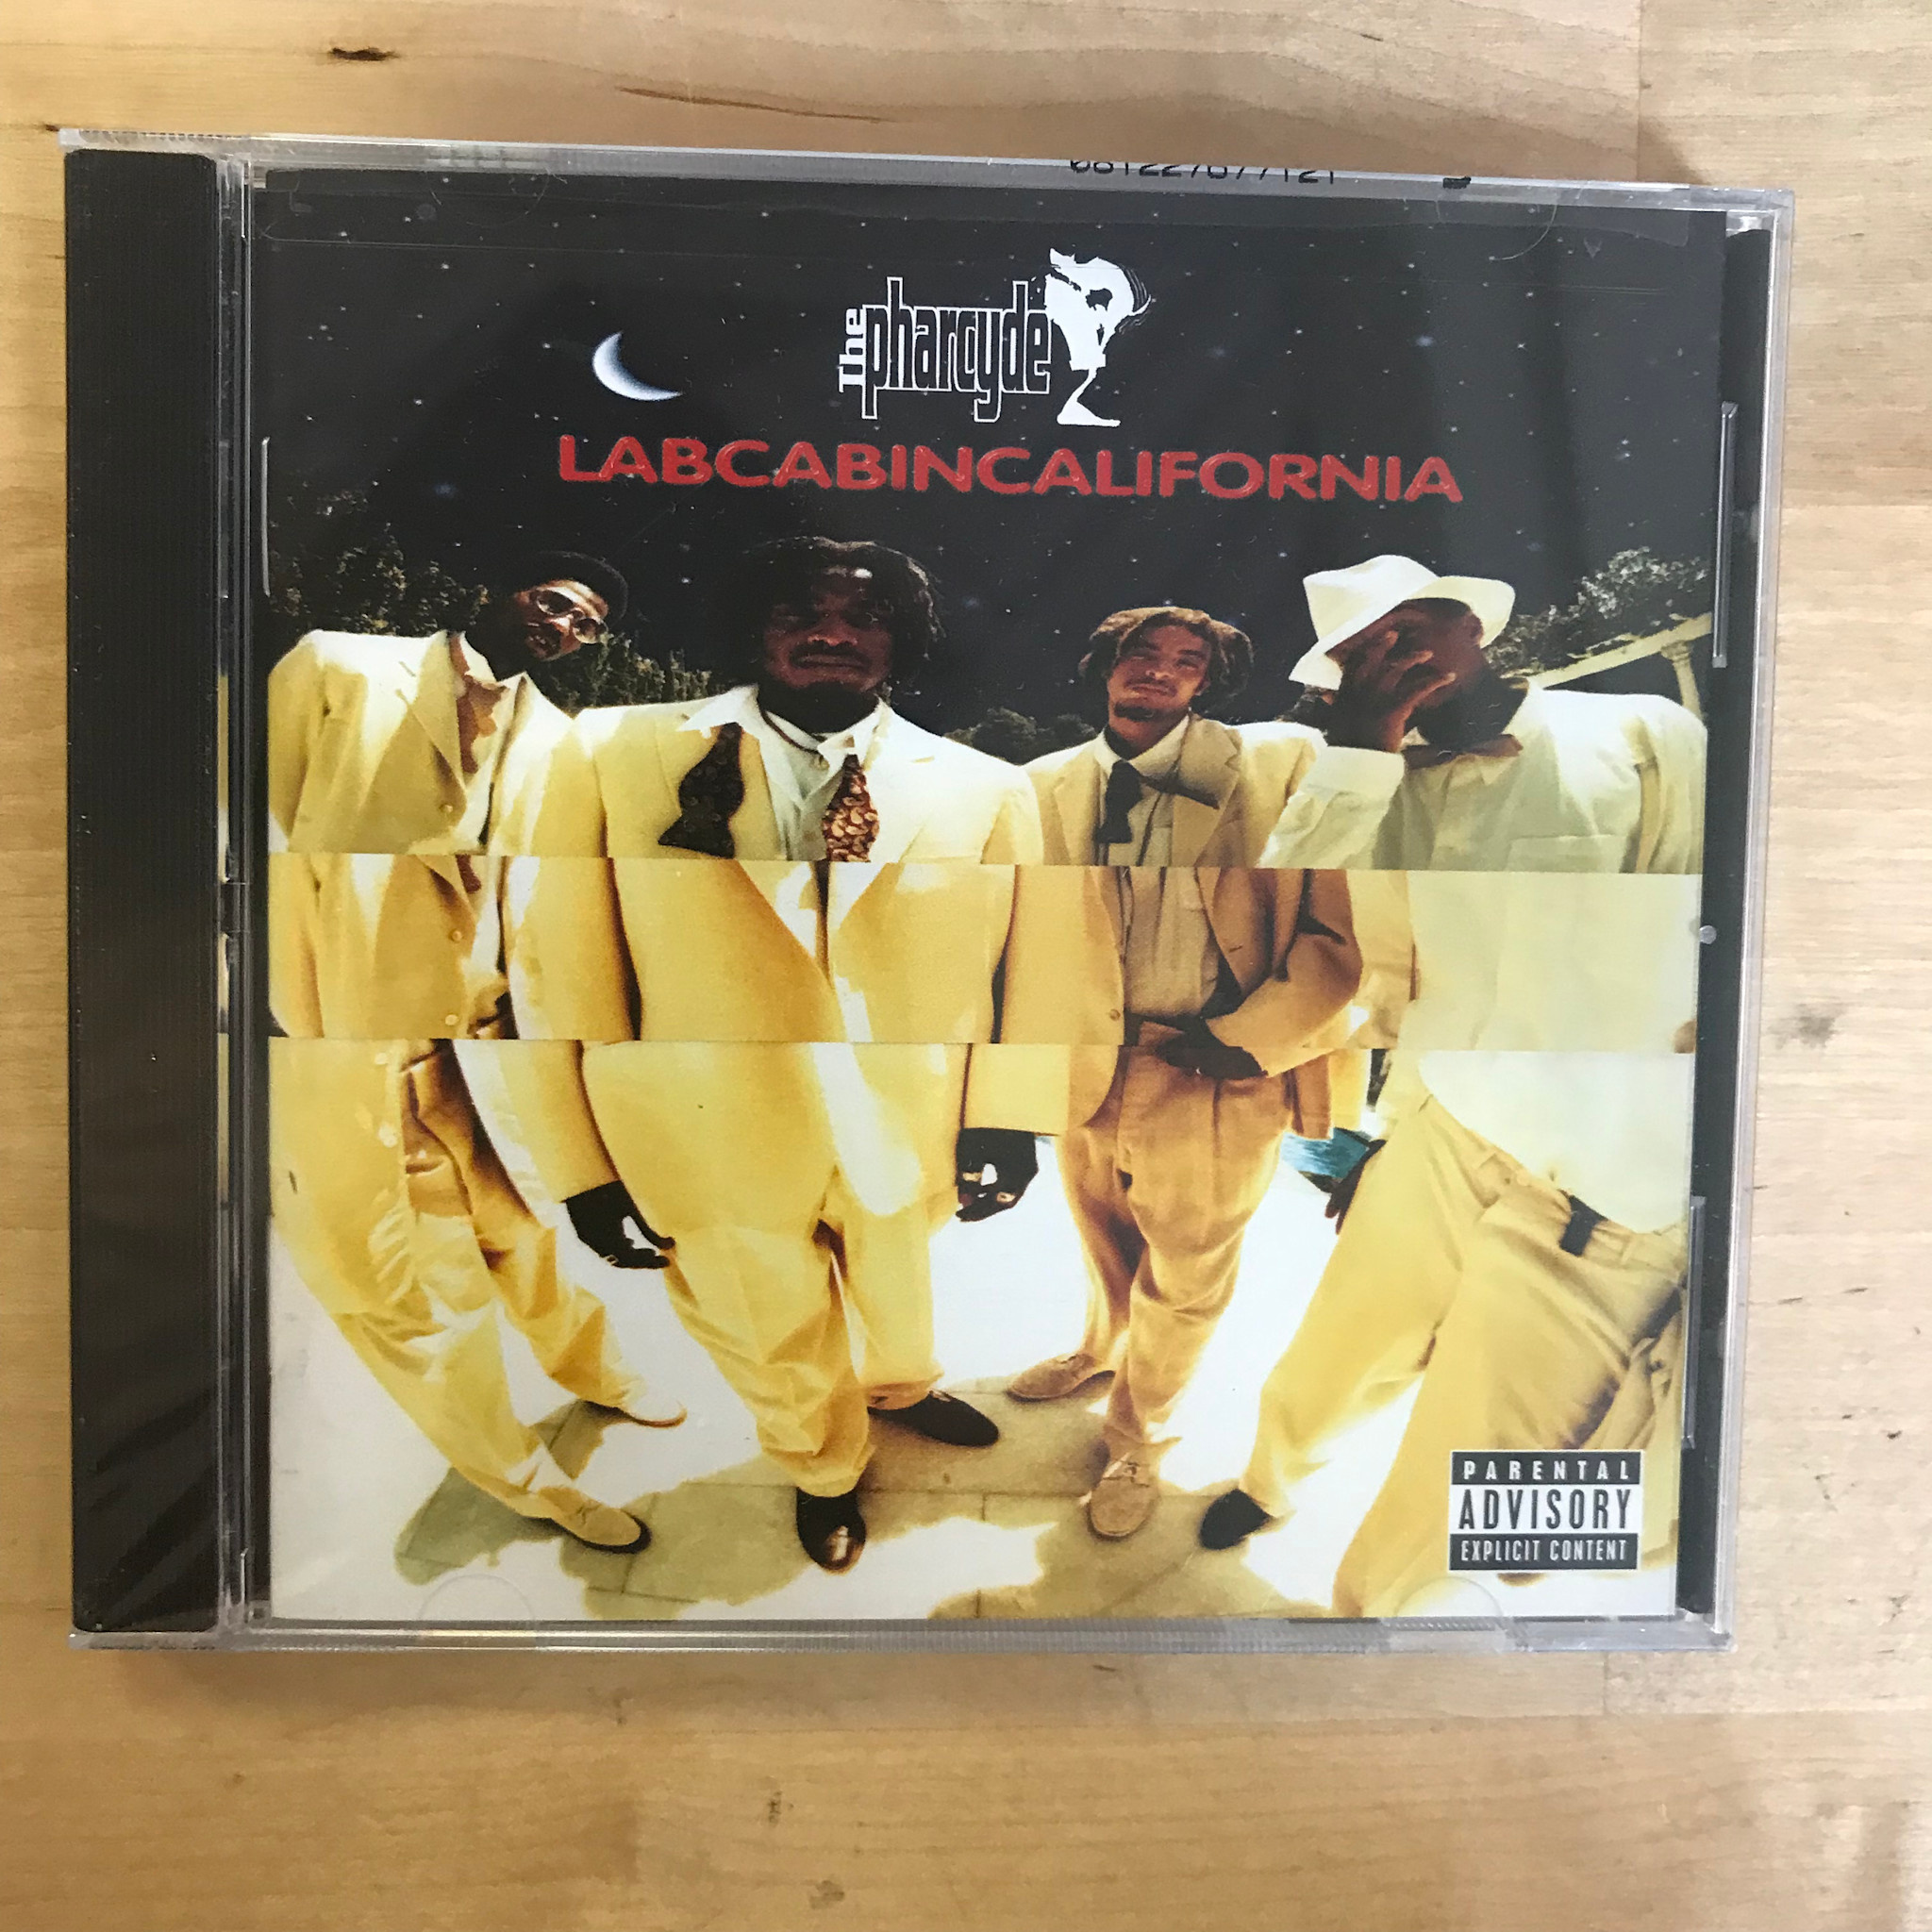 The pharcyde
LABCABINCALIFORNIA
PARENTAL
ADVISORY
EXPLICIT CONTENT